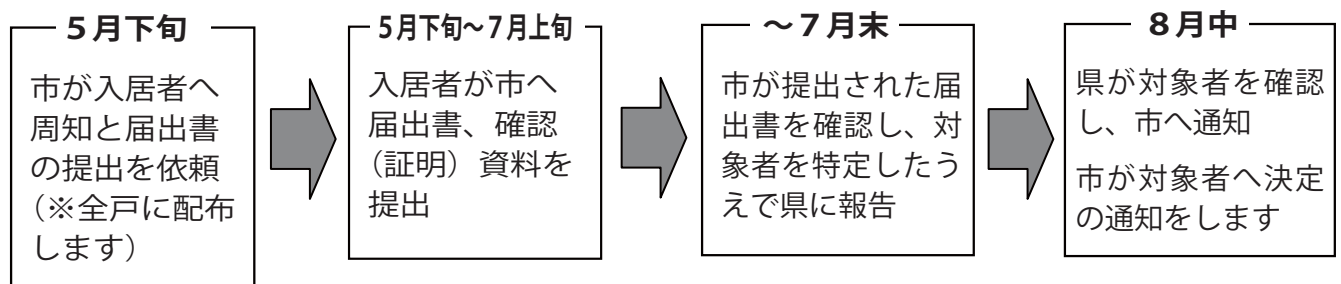 5月下旬
市が入居者へ
周知と届出書
の提出を依頼
(※全戸に配布
します)
5月下旬~7月上旬
入居者が市へ
届出書、確認
(証明)資料を
提出
~7月末
市が提出された届
出書を確認し、対
象者を特定したう
えで県に報告
8月中
県が対象者を確認
し、市へ通知
市が対象者へ決定
の通知をします